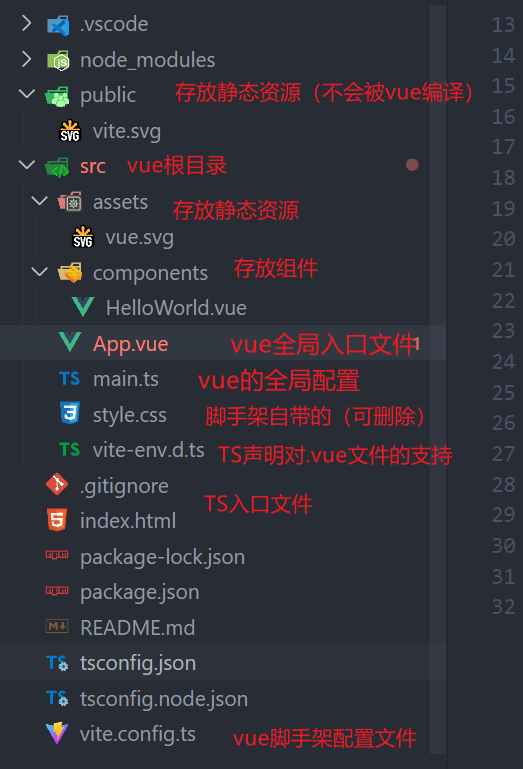 .vscode
node_modules
public 存放静态资源（不会被vue编译）
vite.svg
src vue根目录
assets 存放静态资源
vue.svg
components 存放组件
HelloWorld.vue
App.vue vue全局入口文件 1
main.ts vue的全局配置
style.css 脚手架自带的（可删除）
vite-env.d.ts TS声明对.vue文件的支持
.gitignore
TS入口文件
index.html
package-lock.json
package.json
README.md
tsconfig.json
tsconfig.node.json
vite.config.ts vue脚手架配置文件
13
14
15
16
17
18
19
20
21
22
23
24
25
26
27
28
29
30
31
32